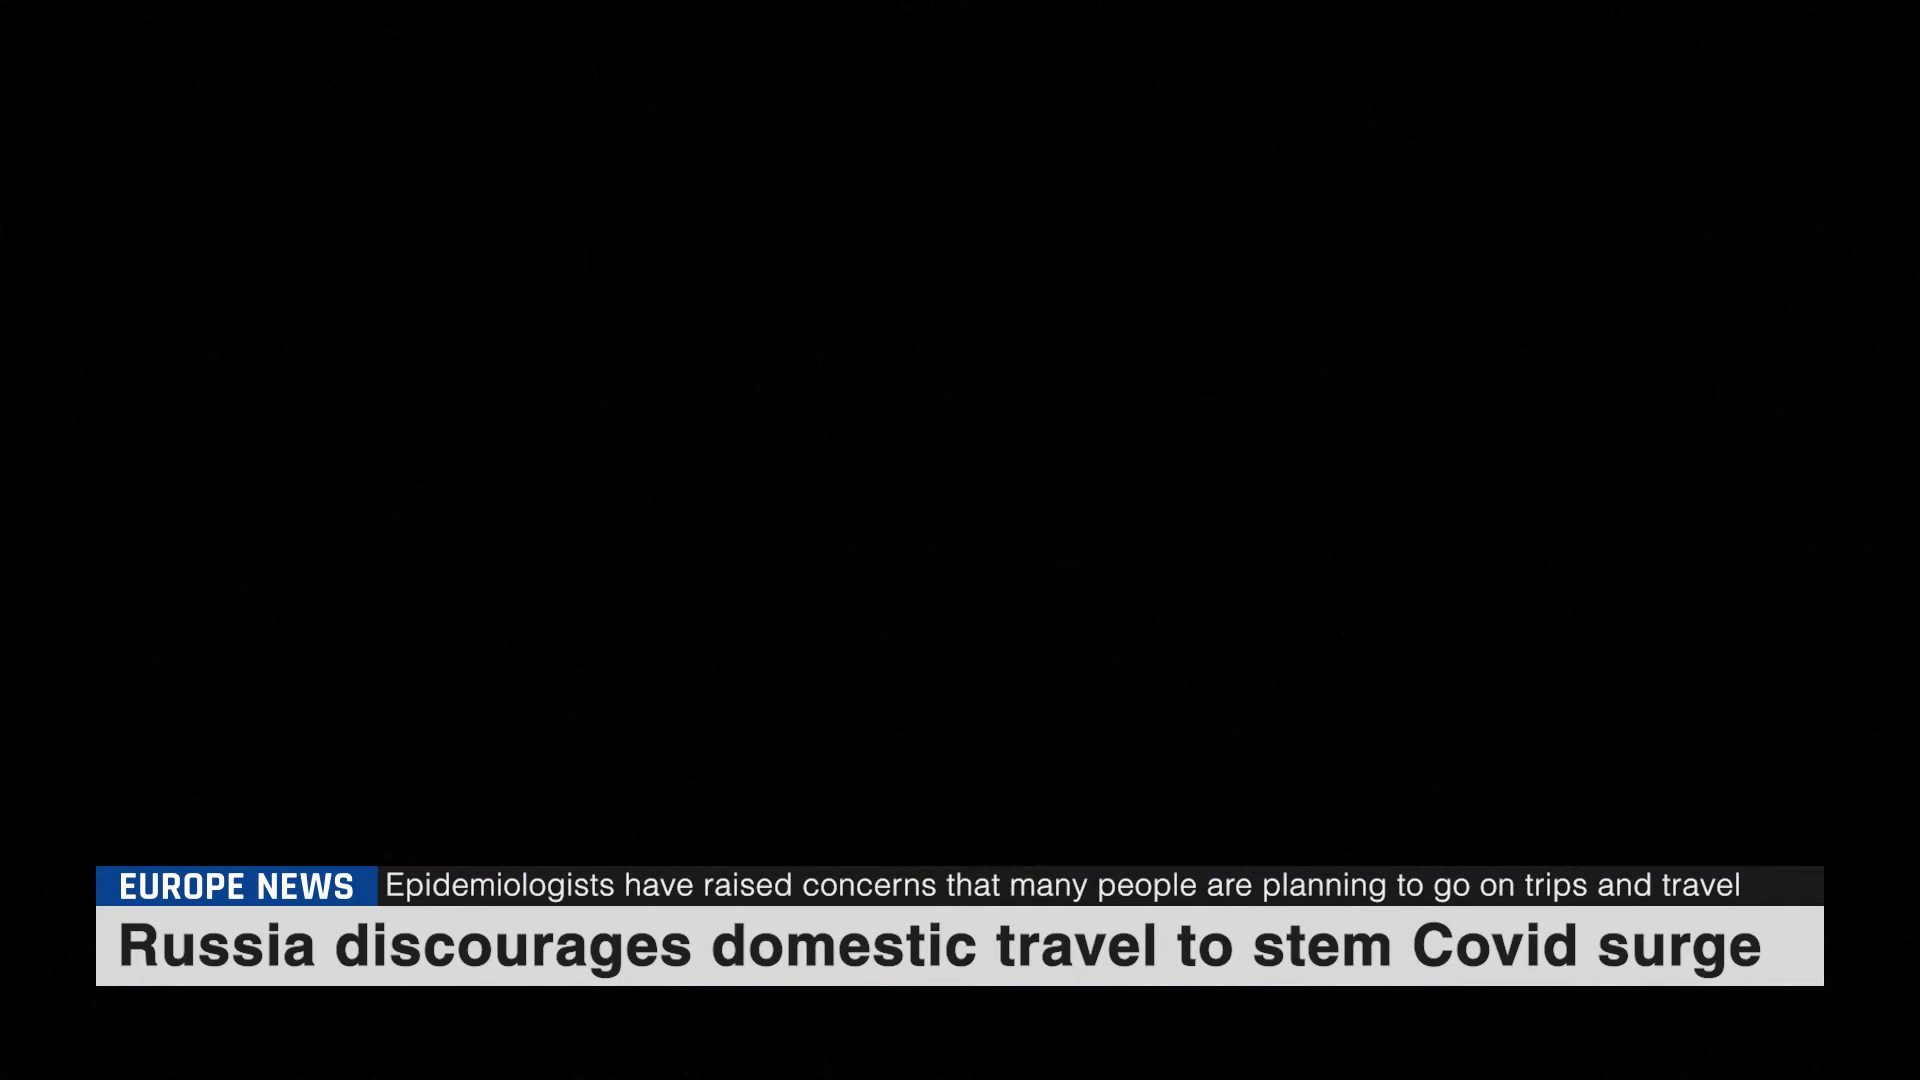 EUROPE NEWS Epidemiologists have raised concerns that many people are planning to go on trips and travel
Russia discourages domestic travel to stem Covid surge